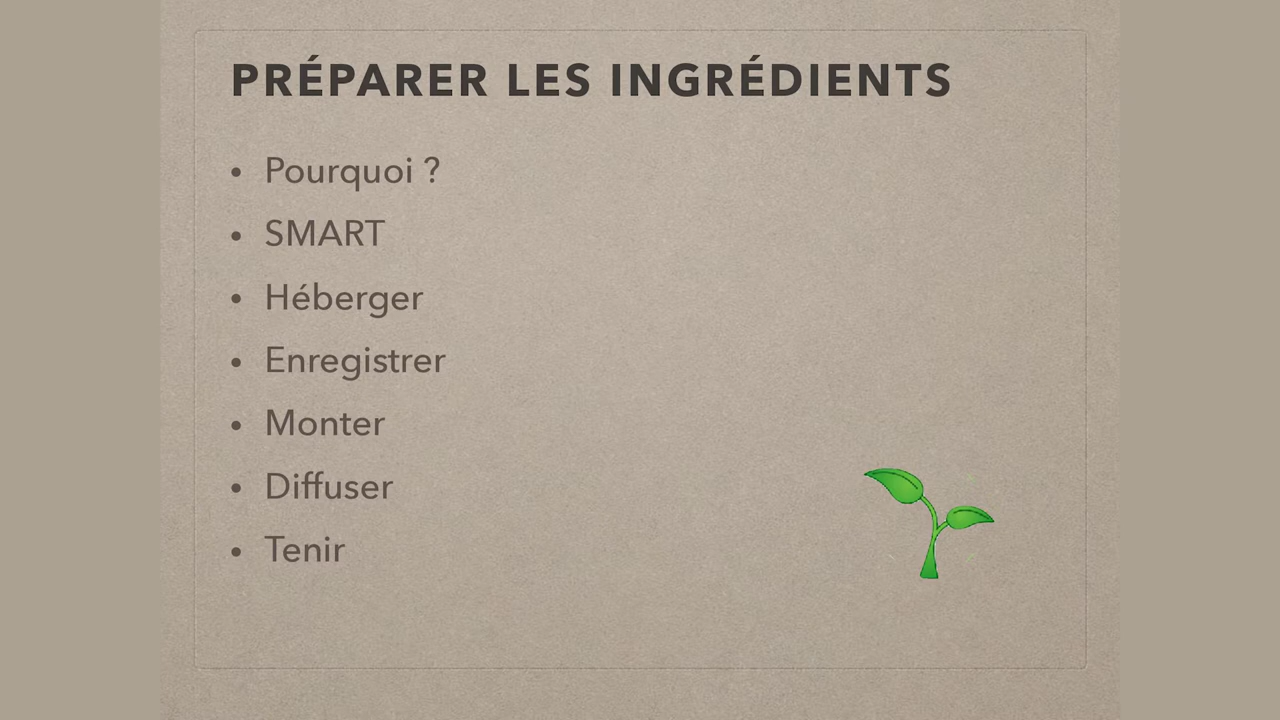 PRÉPARER LES INGRÉDIENTS
• Pourquoi ?
• SMART
• Héberger
• Enregistrer
• Monter
• Diffuser
• Tenir